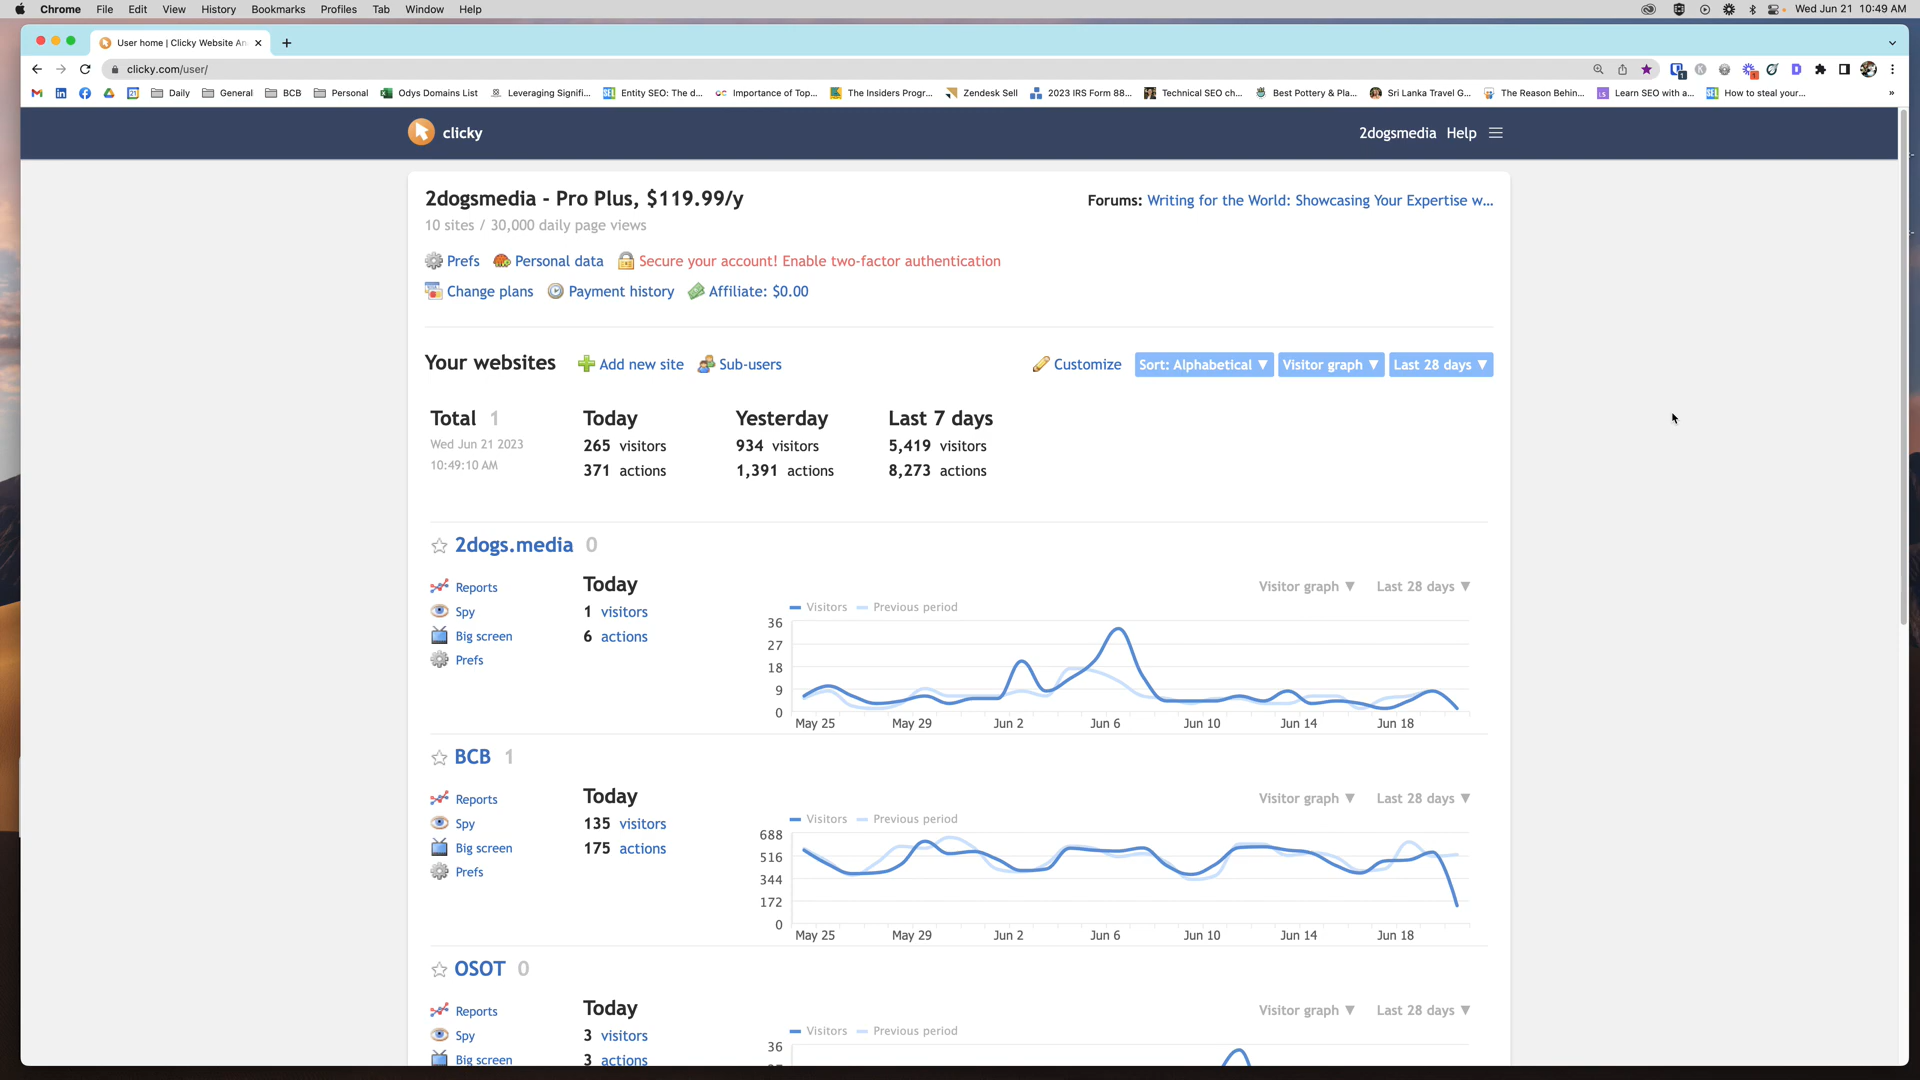 Chrome File Edit View History Bookmarks Profiles Tab Window Help Wed Jun 21 10:49 AM
User home | Clicky Website An
clicky.com/user/
Daily General BCB Personal Odys Domains List Leveraging Signifi... Entity SEO: The d... Importance of Top... The Insiders Progr... Zendesk Sell 2023 IRS Form 88... Technical SEO ch... Best Pottery & Pla... Sri Lanka Travel G... The Reason Behin... Learn SEO with a... How to steal your... »
clicky 2dogsmedia Help
2dogsmedia - Pro Plus, $119.99/y Forums: Writing for the World: Showcasing Your Expertise w...
10 sites / 30,000 daily page views
Prefs Personal data Secure your account! Enable two-factor authentication
Change plans Payment history Affiliate: $0.00
Your websites Add new site Sub-users Customize Sort: Alphabetical ▼ Visitor graph ▼ Last 28 days ▼
Total 1 Today Yesterday Last 7 days
Wed Jun 21 2023 265 visitors 934 visitors 5,419 visitors
10:49:10 AM 371 actions 1,391 actions 8,273 actions
2dogs.media 0
Reports Today Visitor graph ▼ Last 28 days ▼
Spy 1 visitors Visitors Previous period
Big screen 6 actions
Prefs
36
27
18
9
0
May 25 May 29 Jun 2 Jun 6 Jun 10 Jun 14 Jun 18
BCB 1
Reports Today Visitor graph ▼ Last 28 days ▼
Spy 135 visitors Visitors Previous period
Big screen 175 actions
Prefs
688
516
344
172
0
May 25 May 29 Jun 2 Jun 6 Jun 10 Jun 14 Jun 18
OSOT 0
Reports Today Visitor graph ▼ Last 28 days ▼
Spy 3 visitors Visitors Previous period
Big screen 3 actions
36